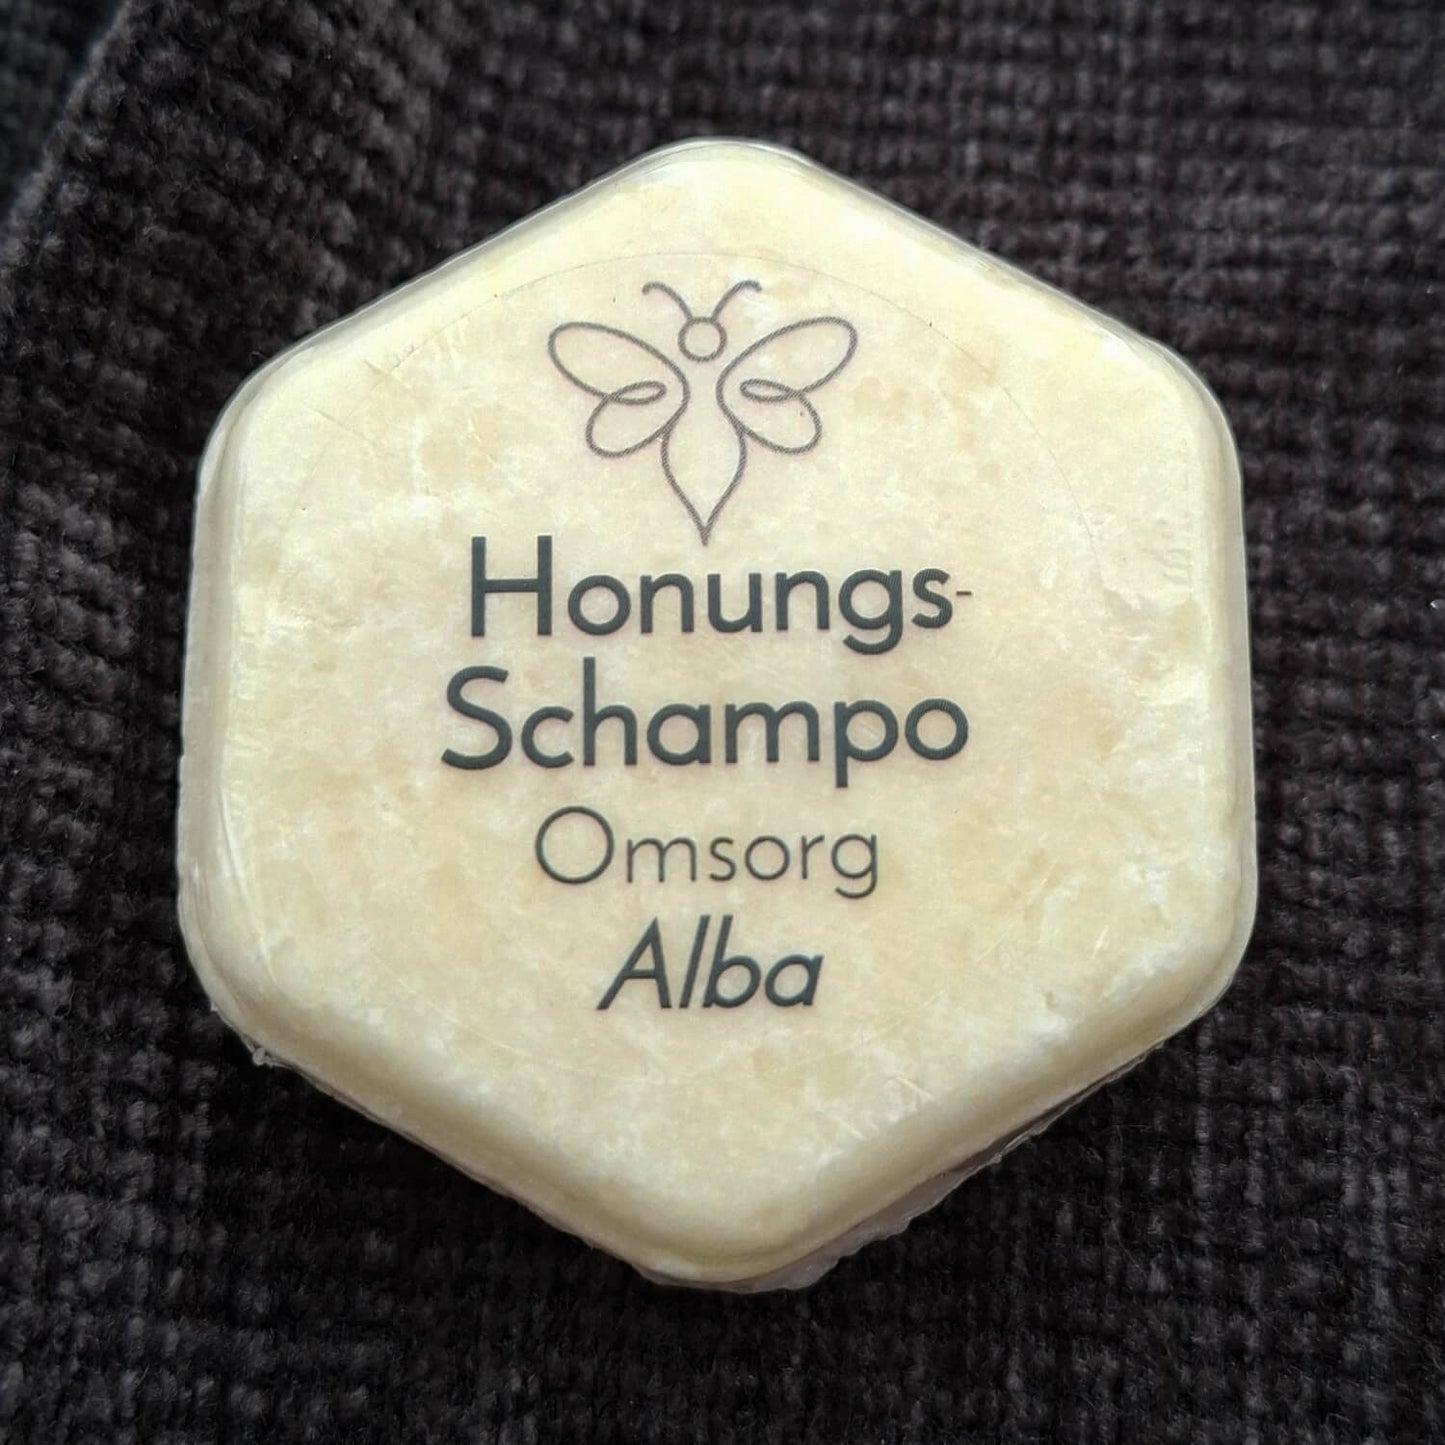 Honungs-
Schampo
Omsorg
Alba